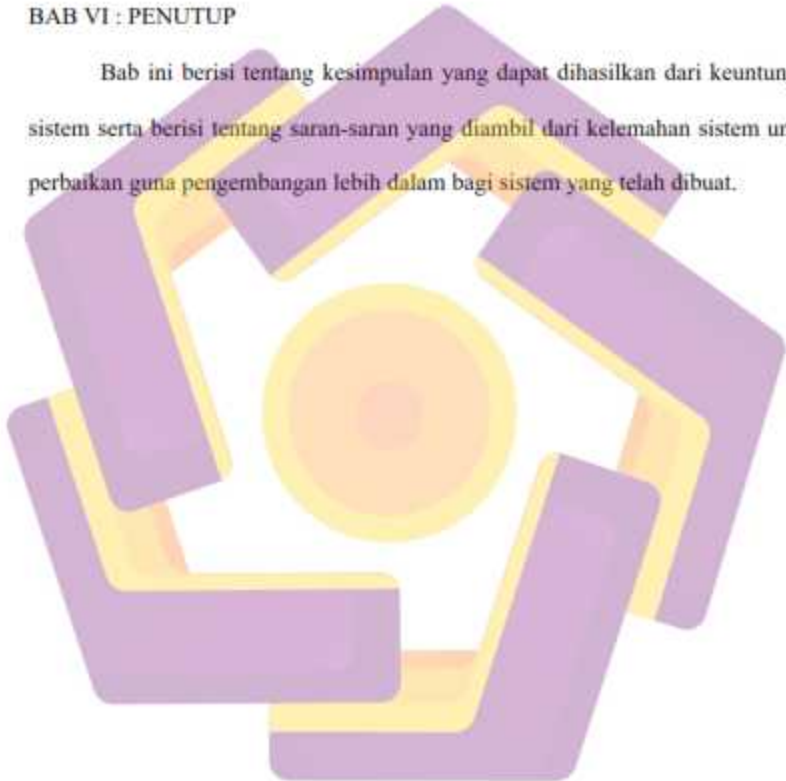 BAB VI : PENUTUP
Bab ini berisi tentang kesimpulan yang dapat dihasilkan dari
sistem serta berisi tentang saran-saran yang diambil dari kelemahan sistem
perbaikan guna pengembangan lebih dalam bagi sistem yang telah dibuat.